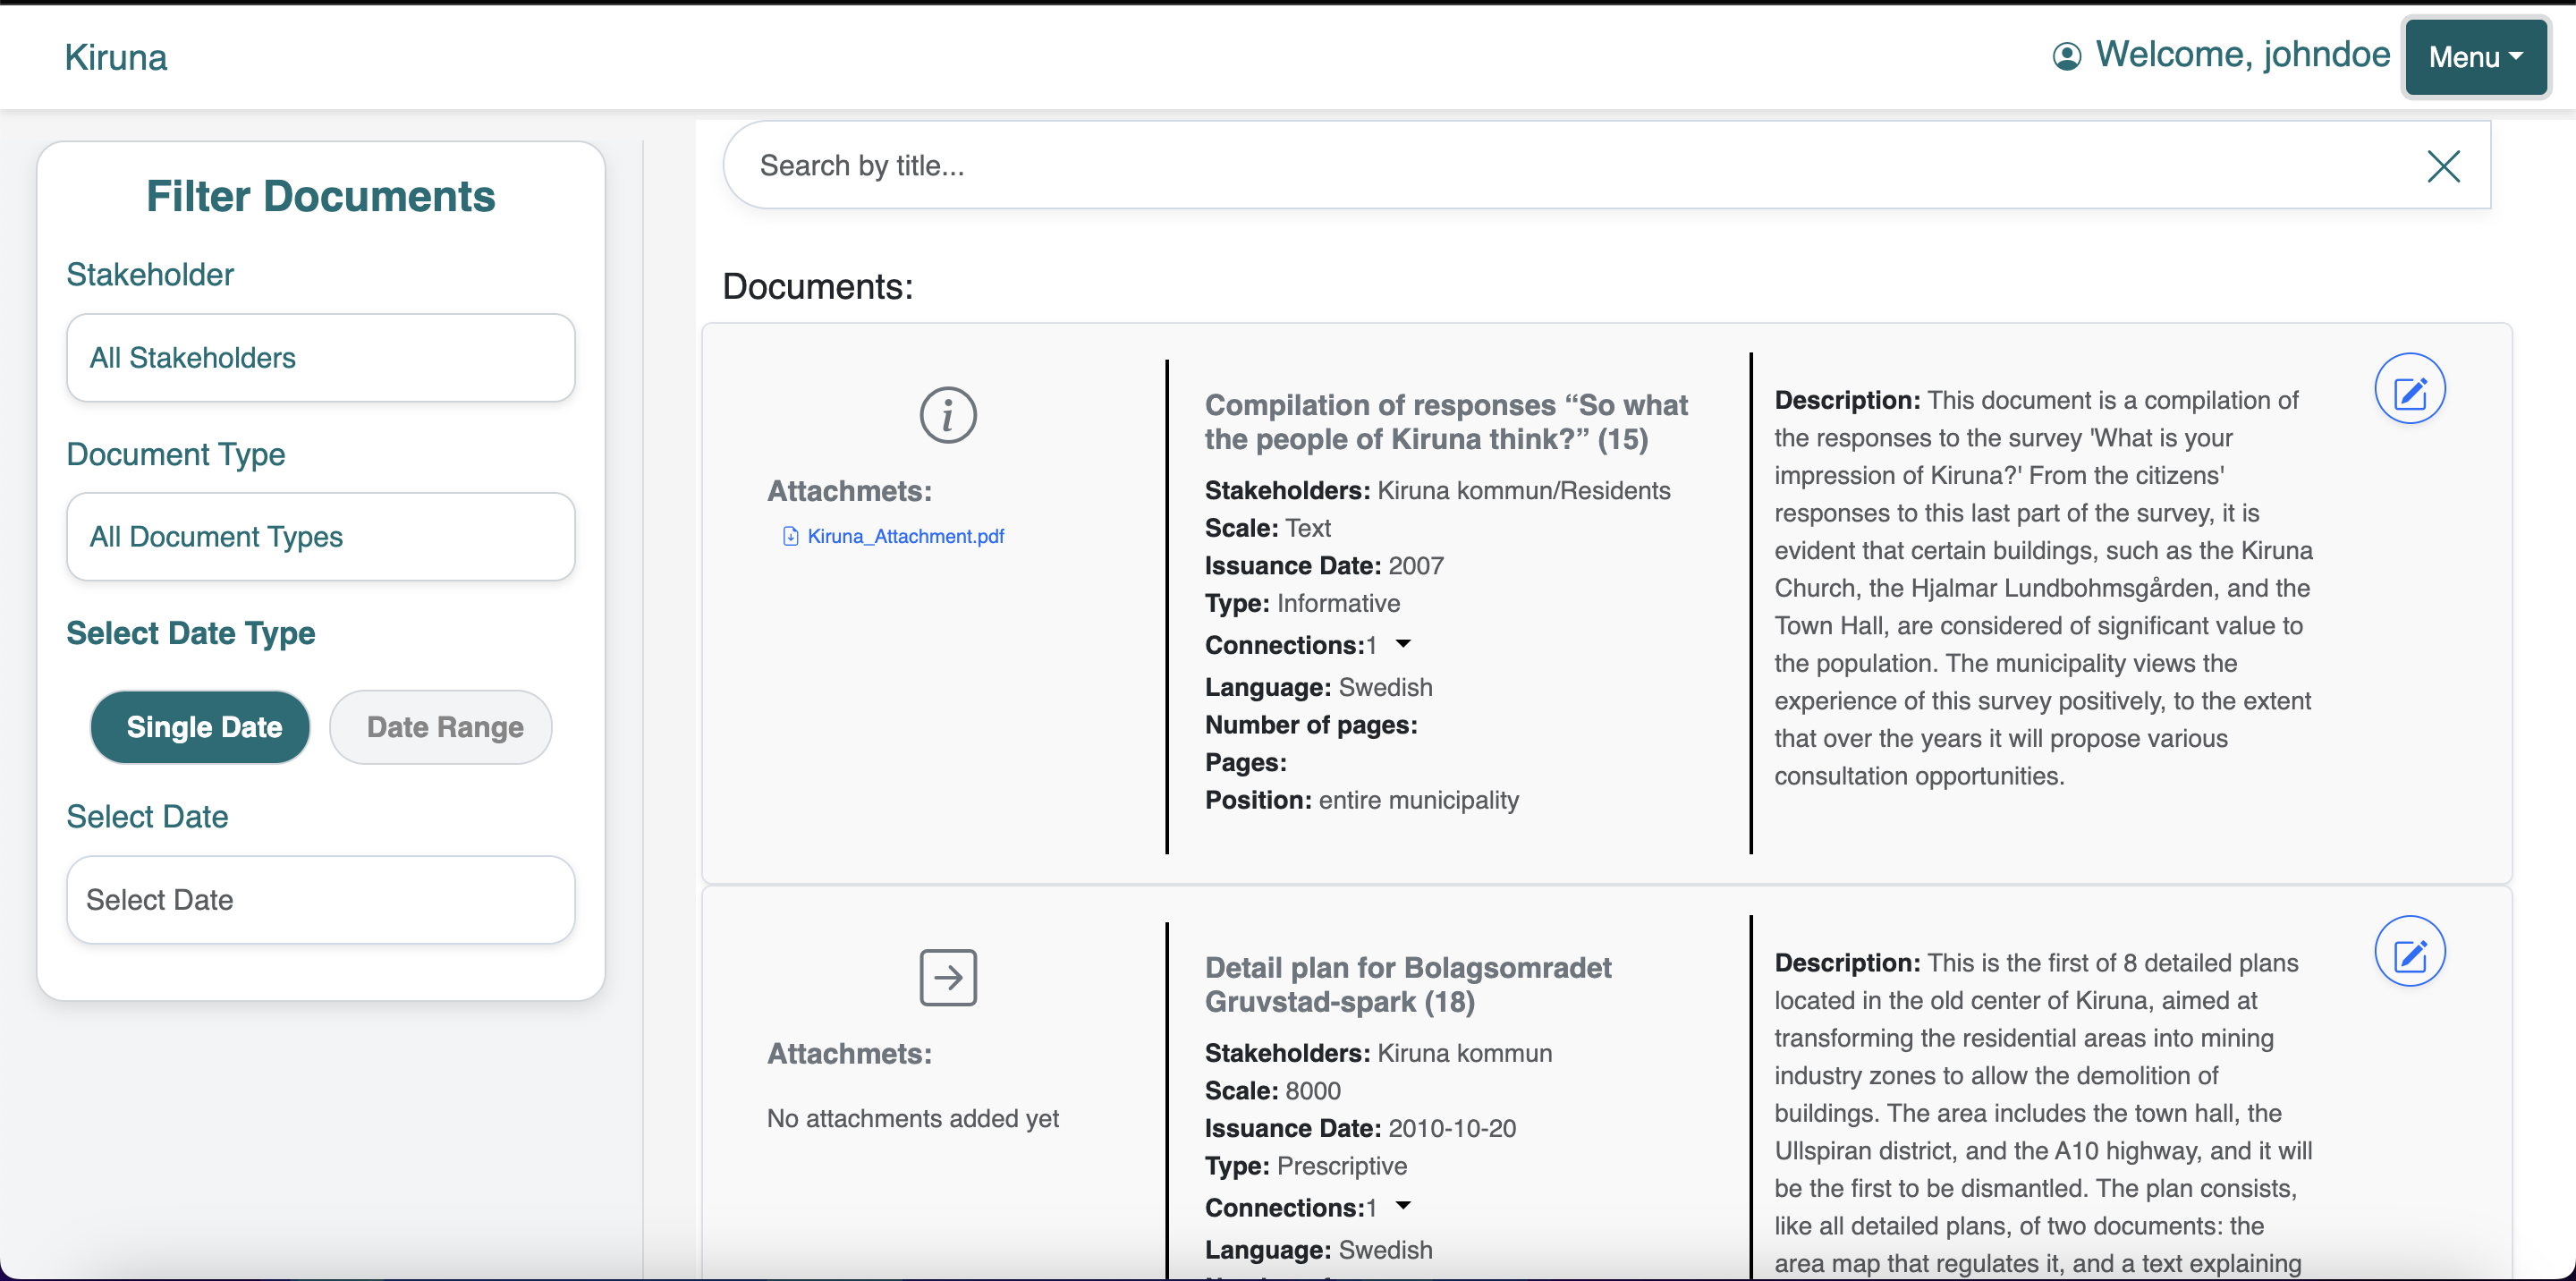 Kiruna
Welcome, johndoe
Menu
Filter Documents
Stakeholder
All Stakeholders
Document Type
All Document Types
Select Date Type
Single Date
Date Range
Select Date
Select Date
Search by title...
Documents:
Attachmets:
Kiruna_Attachment.pdf
Compilation of responses “So what
the people of Kiruna think?” (15)
Stakeholders: Kiruna kommun/Residents
Scale: Text
Issuance Date: 2007
Type: Informative
Connections:1
Language: Swedish
Number of pages:
Pages:
Position: entire municipality
Description: This document is a compilation of
the responses to the survey 'What is your
impression of Kiruna?' From the citizens'
responses to this last part of the survey, it is
evident that certain buildings, such as the Kiruna
Church, the Hjalmar Lundbohmsgården, and the
Town Hall, are considered of significant value to
the population. The municipality views the
experience of this survey positively, to the extent
that over the years it will propose various
consultation opportunities.
Attachmets:
No attachments added yet
Detail plan for Bolagsomradet
Gruvstad-spark (18)
Stakeholders: Kiruna kommun
Scale: 8000
Issuance Date: 2010-10-20
Type: Prescriptive
Connections:1
Language: Swedish
Description: This is the first of 8 detailed plans
located in the old center of Kiruna, aimed at
transforming the residential areas into mining
industry zones to allow the demolition of
buildings. The area includes the town hall, the
Ullspiran district, and the A10 highway, and it will
be the first to be dismantled. The plan consists,
like all detailed plans, of two documents: the
area map that regulates it, and a text explaining